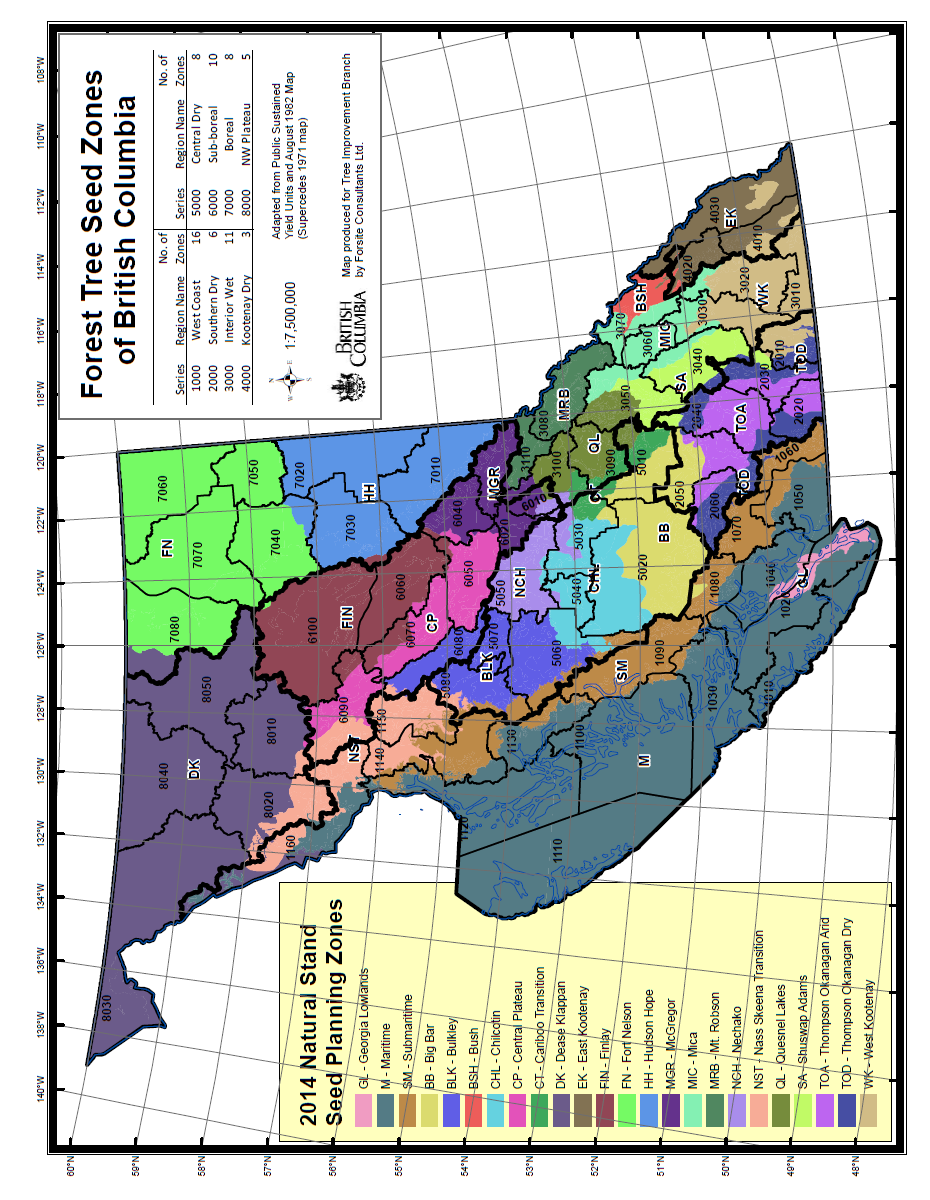 Forest Tree Seed Zones
of British Columbia
No. of No. of
Series Region Name Zones Series Region Name Zones
1000 West Coast 16 5000 Central Dry 8
2000 Southern Dry 6 6000 Sub-boreal 10
3000 Interior Wet 11 7000 Boreal 8
4000 Kootenay Dry 3 8000 NW Plateau 5
1:7,500,000
Adapted from Public Sustained
Yield Units and August 1982 Map
(Supercedes 1971 map)
BRITISH
COLUMBIA
Map produced for Tree Improvement Branch
by Forsite Consultants Ltd.
140°W
138°W
136°W
134°W
132°W
130°W
128°W
126°W
124°W
122°W
120°W
118°W
116°W
114°W
112°W
110°W
108°W
60°N
59°N
58°N
57°N
56°N
55°N
54°N
53°N
52°N
51°N
50°N
49°N
48°N
8030
8040
DK
8050
8010
8020
1160
7080
FN
7060
7070
7050
7040
7020
HH
7030
7010
6100
FIN
6060
6040
MGR
6050
CP
6070
6080
6090
NST
1150
1140
1130
1120
1110
M
1100
BLK
5070
5050
5060
NCH
6010
5030
5040
CHL
5020
BB
5010
SM
1090
1080
1070
1060
1050
1030
GL
3110
3080
MRB
3100
QL
3090
CT
3050
3070
BSH
3060
MIC
3030
SA
3040
2050
2060
TOD
TOA
2020
2030
2010
TOD
3020
WK
3010
4020
4030
EK
4010
2014 Natural Stand
Seed Planning Zones
GL - Georgia Lowlands
M - Maritime
SM - Submaritime
BB - Big Bar
BLK - Bulkley
BSH - Bush
CHL - Chilcotin
CP - Central Plateau
CT - Cariboo Transition
DK - Dease Klappan
EK - East Kootenay
FIN - Finlay
FN - Fort Nelson
HH - Hudson Hope
MGR - McGregor
MIC - Mica
MRB - Mt. Robson
NCH - Nechako
NST - Nass Skeena Transition
QL - Quesnel Lakes
SA - Shuswap Adams
TOA - Thompson Okanagan Arid
TOD - Thompson Okanagan Dry
WK - West Kootenay